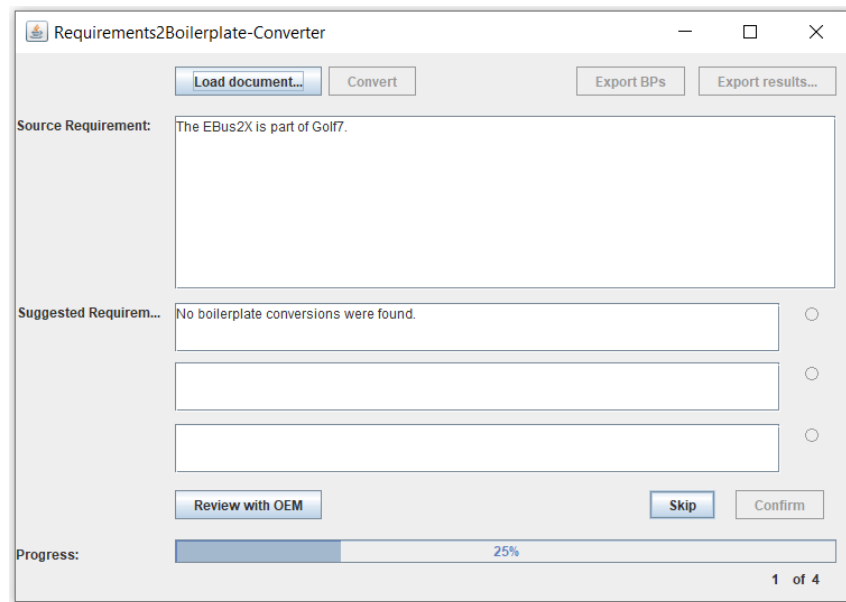 Requirements2Boilerplate-Converter
Load document... Convert Export BPs Export results...
Source Requirement: The EBus2X is part of Golf7.
Suggested Requirem... No boilerplate conversions were found.
Review with OEM Skip Confirm
Progress: 25%
1 of 4